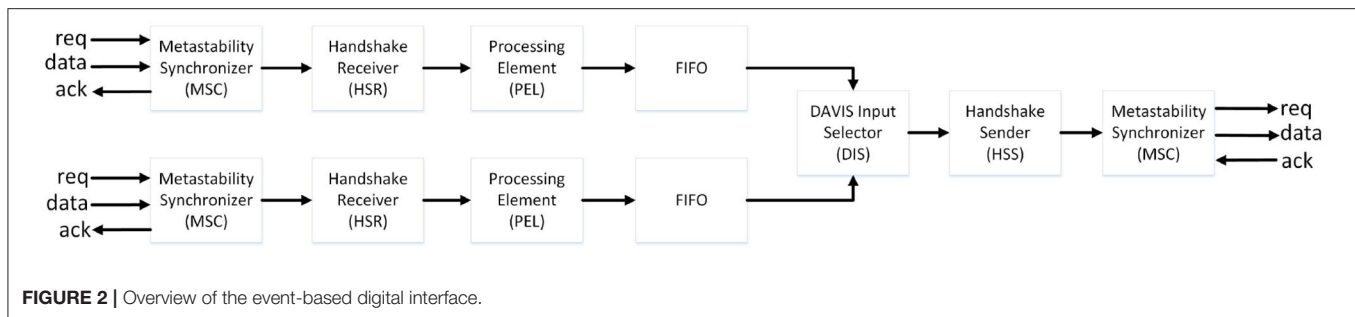 req
data
ack
Metastability
Synchronizer
(MSC)
Handshake
Receiver
(HSR)
Processing
Element
(PEL)
FIFO
DAVIS Input
Selector
(DIS)
Handshake
Sender
(HSS)
Metastability
Synchronizer
(MSC)
req
data
ack
req
data
ack
Metastability
Synchronizer
(MSC)
Handshake
Receiver
(HSR)
Processing
Element
(PEL)
FIFO
FIGURE 2 | Overview of the event-based digital interface.